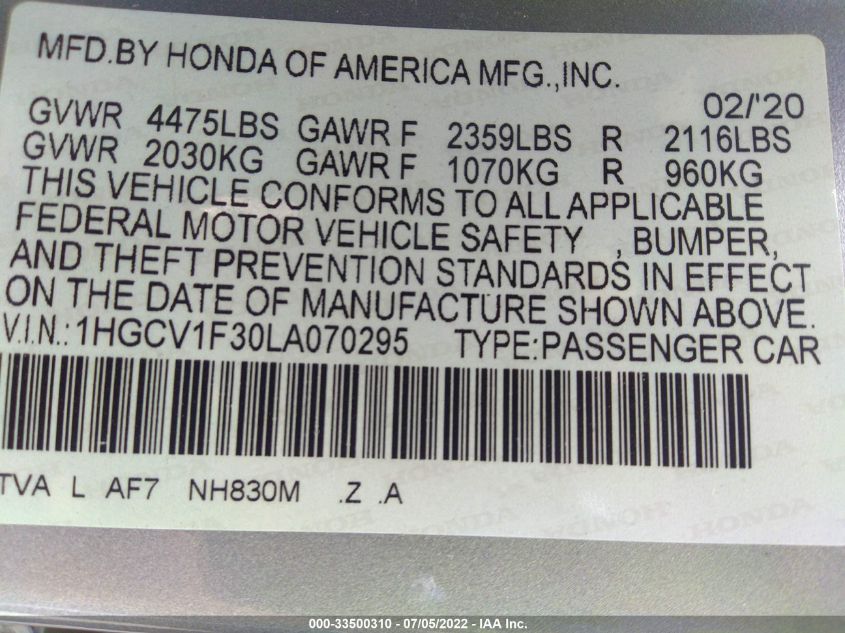 MFD.BY HONDA OF AMERICA MFG.,INC.
02/'20
GVWR 4475LBS GAWR F 2359LBS R 2116LBS
GVWR 2030KG GAWR F 1070KG R 960KG
THIS VEHICLE CONFORMS TO ALL APPLICABLE
FEDERAL MOTOR VEHICLE SAFETY , BUMPER,
AND THEFT PREVENTION STANDARDS IN EFFECT
ON THE DATE OF MANUFACTURE SHOWN ABOVE.
V.I.N.:1HGCV1F30LA070295 TYPE:PASSENGER CAR
TVA L AF7 NH830M .Z .A
HONDA HONDA HONDA
000-33500310 - 07/05/2022 - IAA Inc.